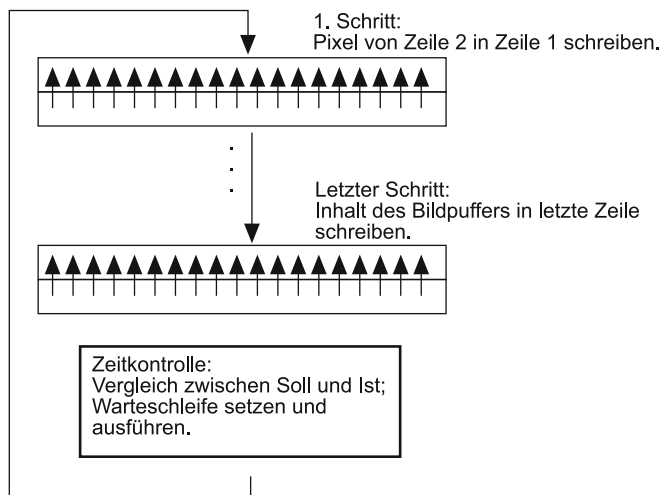 1. Schritt:
Pixel von Zeile 2 in Zeile 1 schreiben.
Letzter Schritt:
Inhalt des Bildpuffers in letzte Zeile
schreiben.
Zeitkontrolle:
Vergleich zwischen Soll und Ist;
Warteschleife setzen und
ausführen.